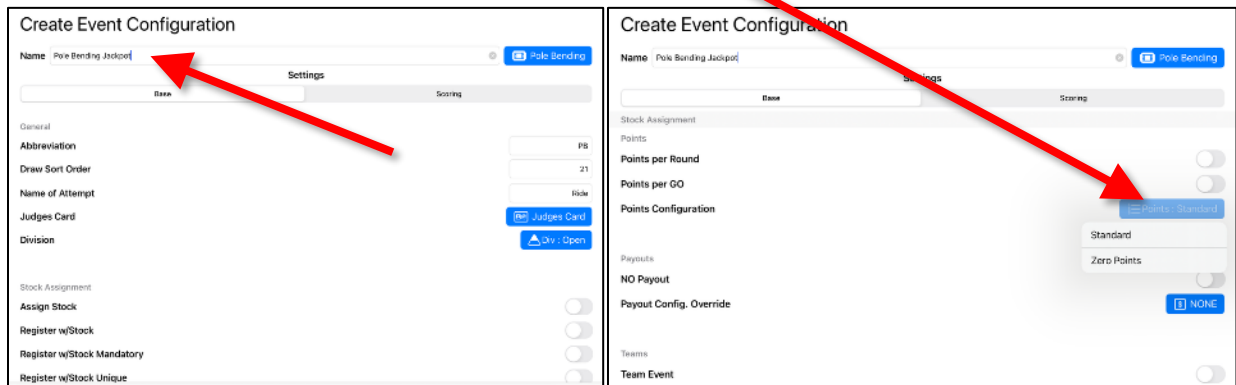 Create Event Configuration
Name Pole Bending Jackpot Pole Bending
Settings
Base Scoring
General
Abbreviation PB
Draw Sort Order 21
Name of Attempt Ride
Judges Card Judges Card
Division Div : Open
Stock Assignment
Assign Stock
Register w/Stock
Register w/Stock Mandatory
Register w/Stock Unique
Create Event Configuration
Name Pole Bending Jackpot Pole Bending
Settings
Base Scoring
Stock Assignment
Points
Points per Round
Points per GO
Points Configuration Points : Standard
Standard
Zero Points
Payouts
NO Payout
Payout Config. Override NONE
Teams
Team Event